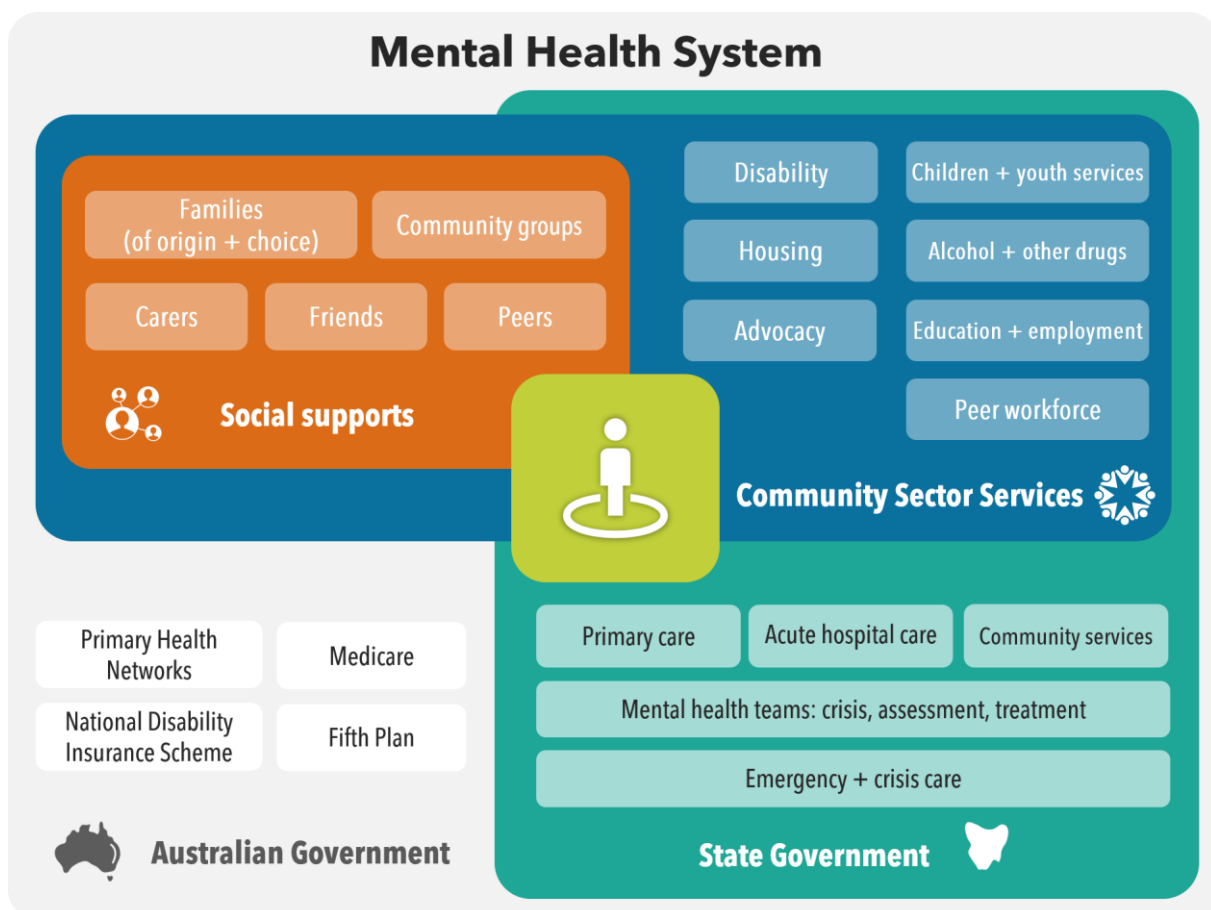 Mental Health System
Families
(of origin + choice)
Community groups
Carers
Friends
Peers
Social supports
Disability
Children + youth services
Housing
Alcohol + other drugs
Advocacy
Education + employment
Peer workforce
Community Sector Services
Primary Health
Networks
Medicare
National Disability
Insurance Scheme
Fifth Plan
Australian Government
Primary care
Acute hospital care
Community services
Mental health teams: crisis, assessment, treatment
Emergency + crisis care
State Government